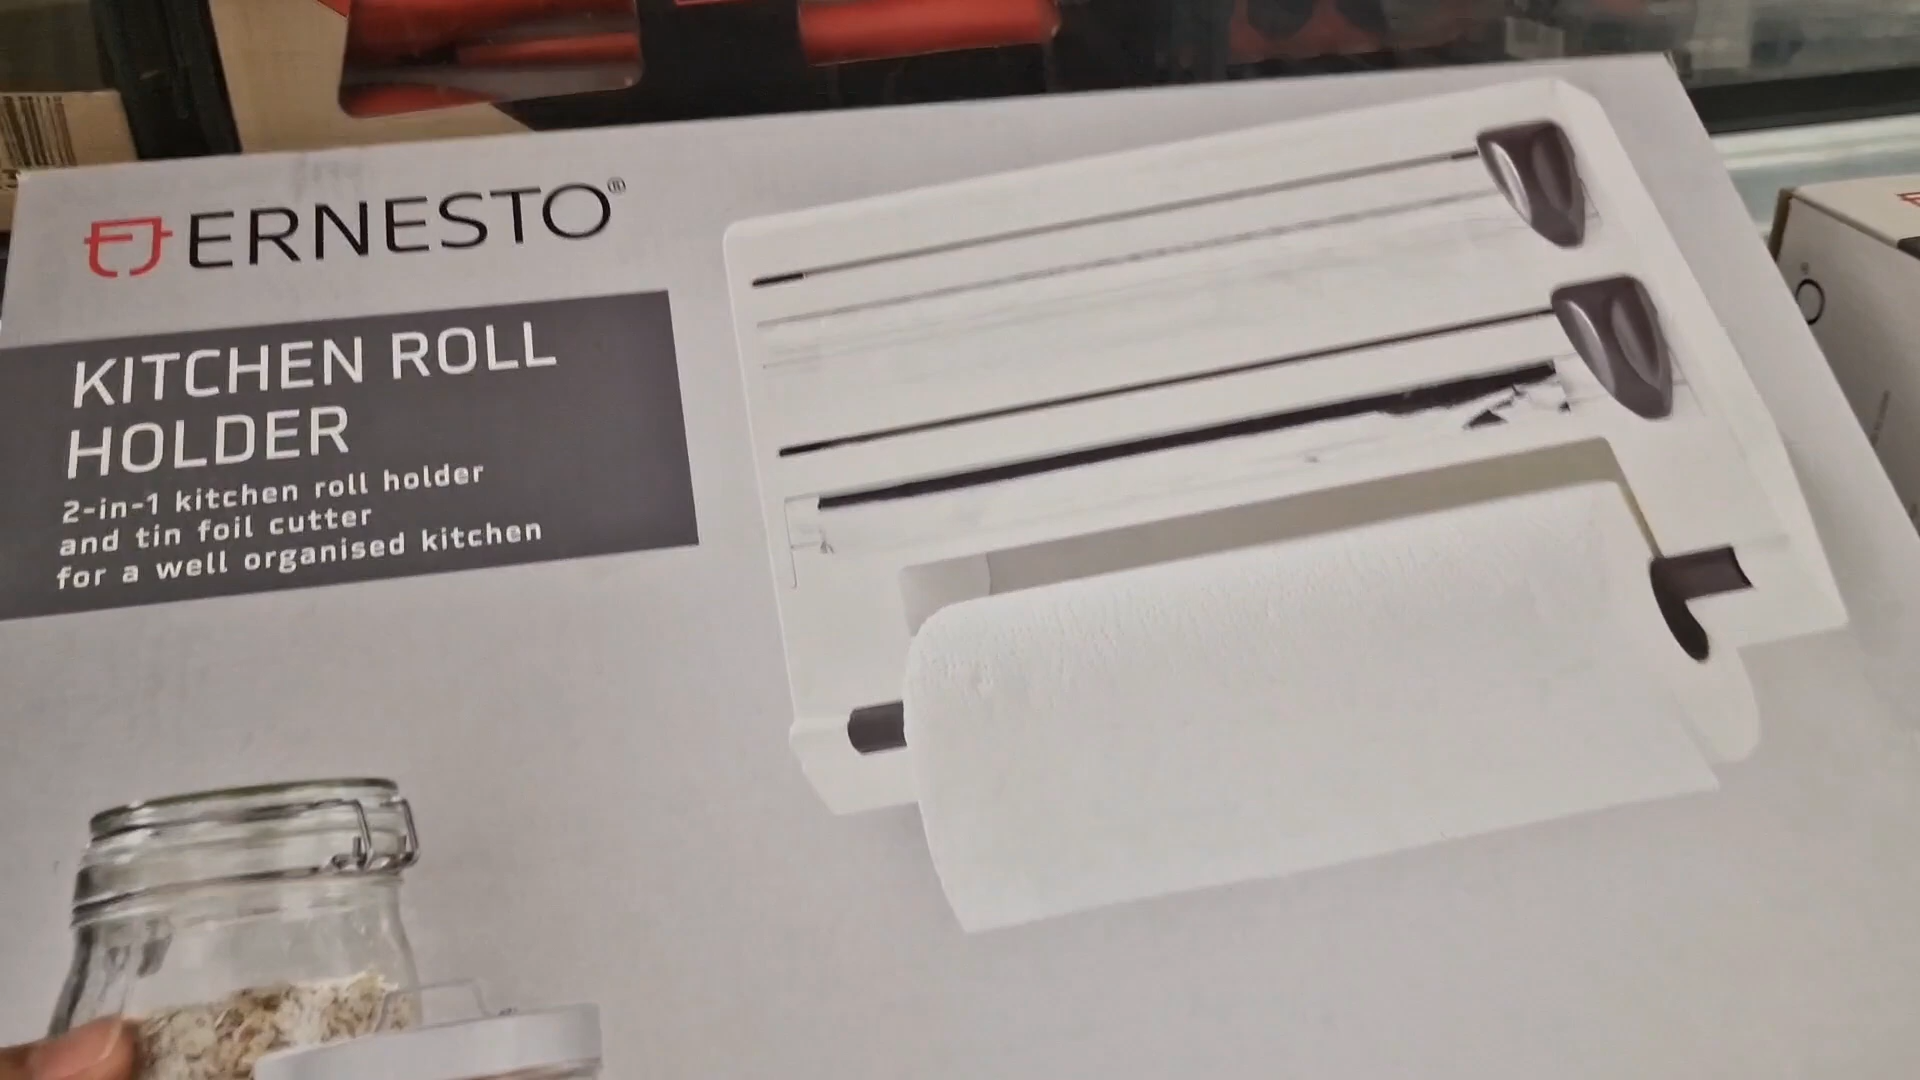 ERNESTO®
KITCHEN ROLL
HOLDER
2-in-1 kitchen roll holder
and tin foil cutter
for a well organised kitchen